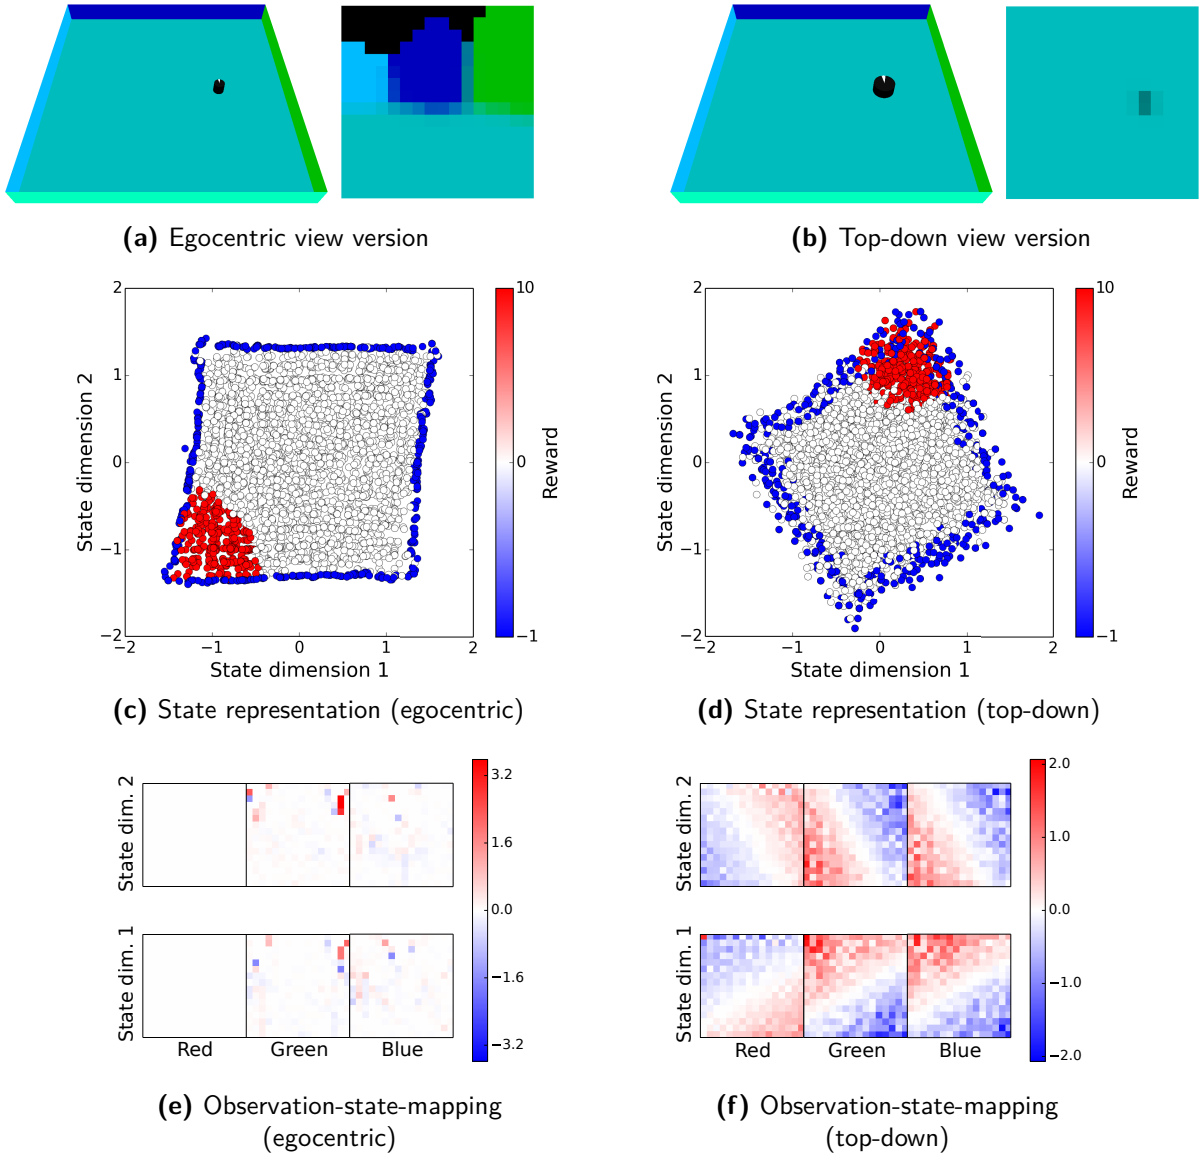 (a) Egocentric view version
(b) Top-down view version
2
1
0
−1
−2
−2
−1
0
1
2
State dimension 2
State dimension 1
10
0
−1
Reward
2
1
0
−1
−2
−2
−1
0
1
2
State dimension 2
State dimension 1
10
0
−1
Reward
(c) State representation (egocentric)
(d) State representation (top-down)
State dim. 2
State dim. 1
Red
Green
Blue
3.2
1.6
0.0
−1.6
−3.2
State dim. 2
State dim. 1
Red
Green
Blue
2.0
1.0
0.0
−1.0
−2.0
(e) Observation-state-mapping
(egocentric)
(f) Observation-state-mapping
(top-down)